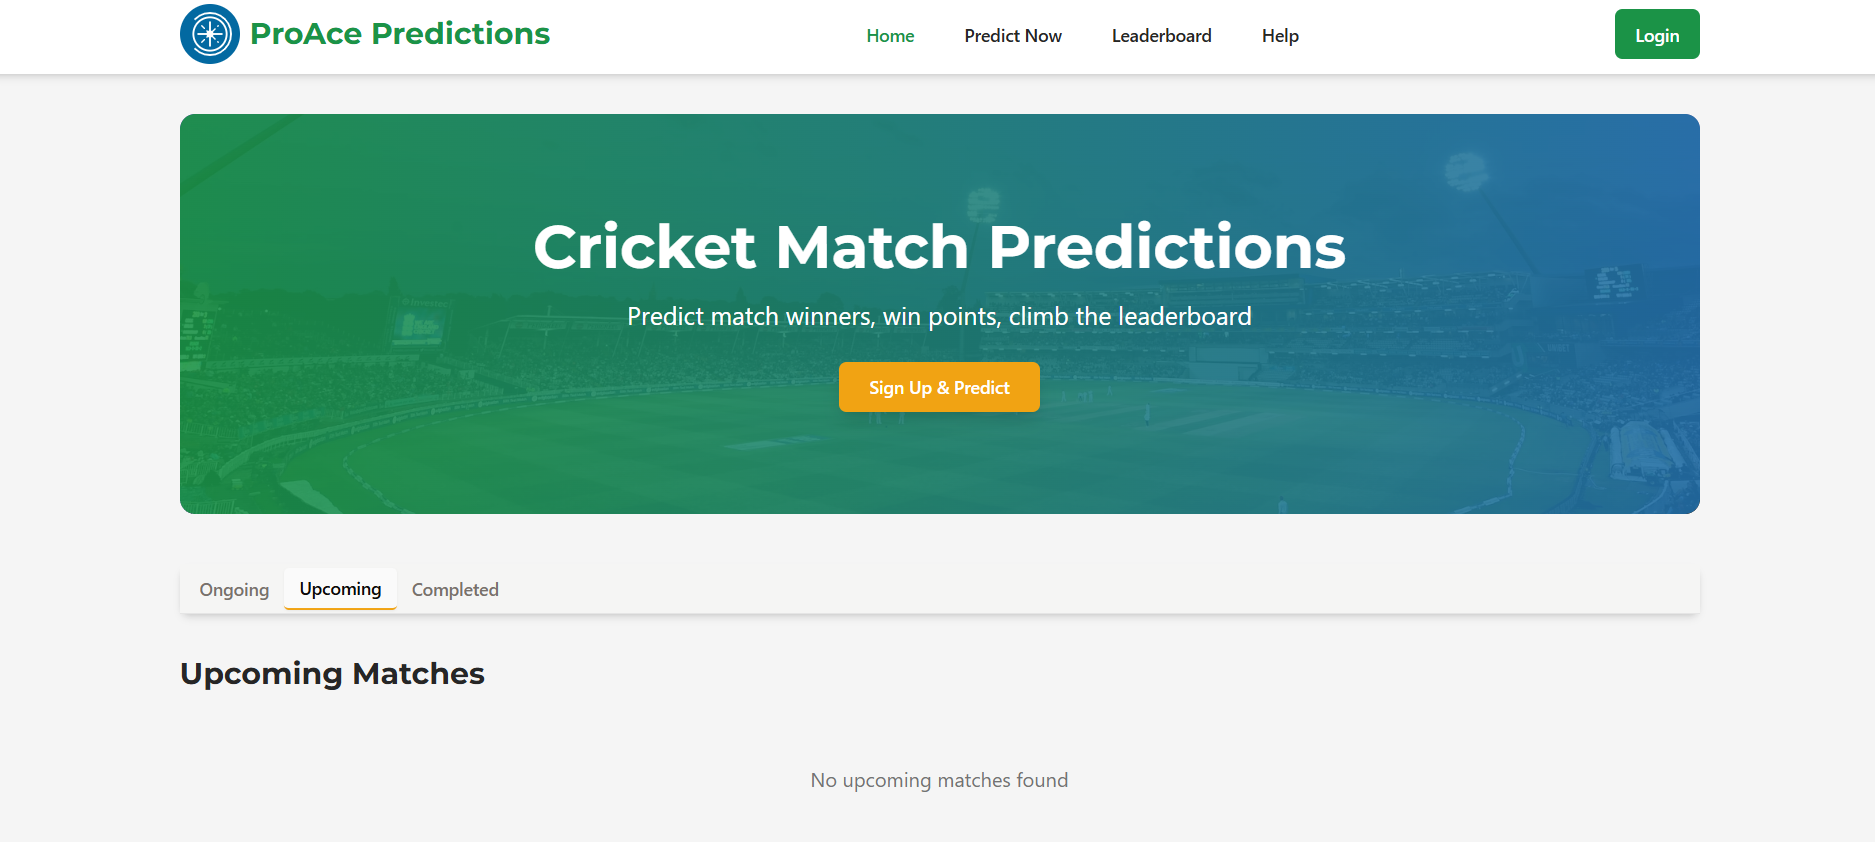 ProAce Predictions
Home Predict Now Leaderboard Help
Login
Cricket Match Predictions
Predict match winners, win points, climb the leaderboard
Sign Up & Predict
Ongoing Upcoming Completed
Upcoming Matches
No upcoming matches found